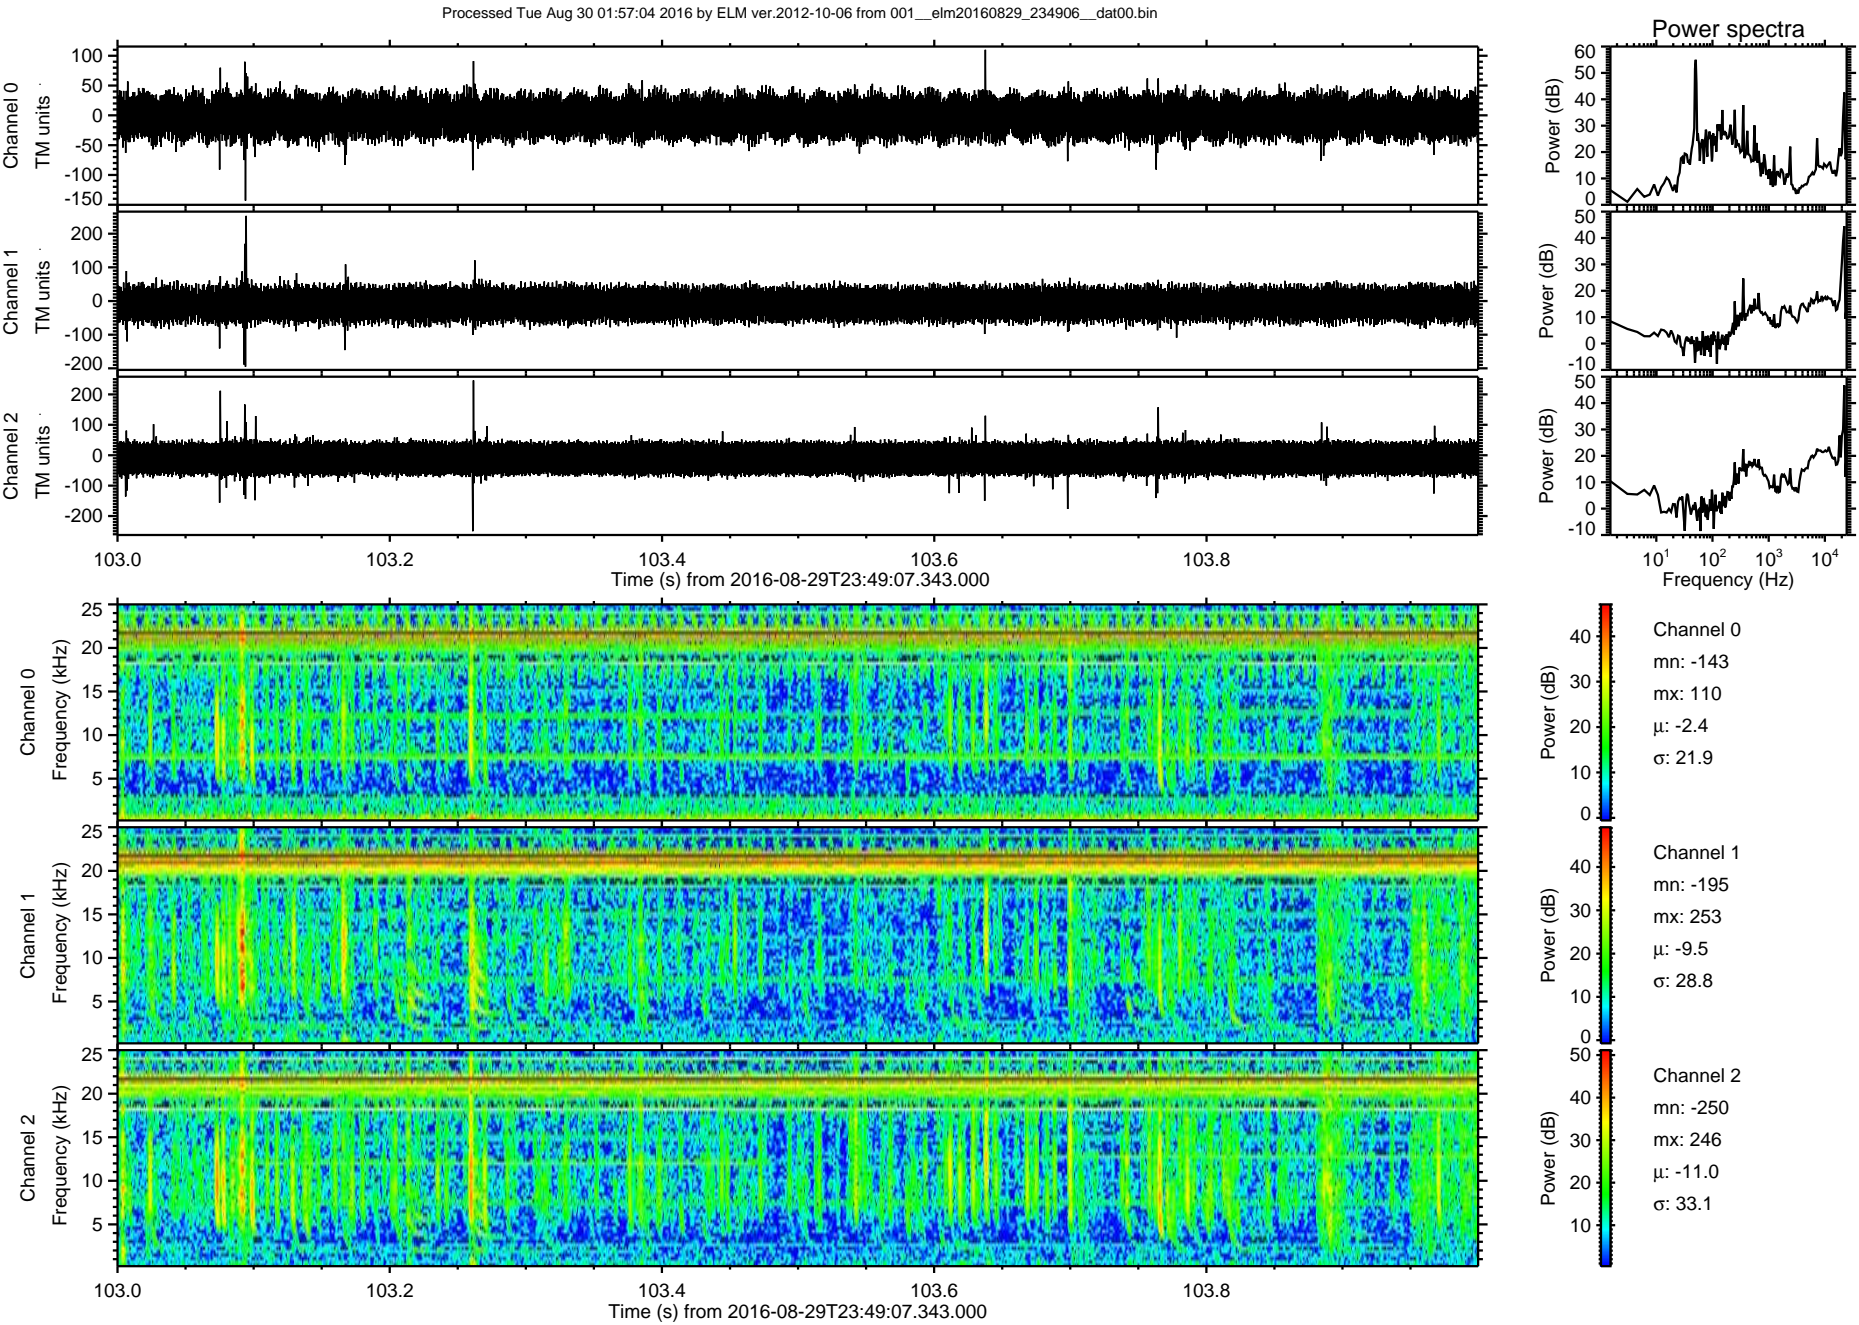 Processed Tue Aug 30 01:57:04 2016 by ELM ver.2012-10-06 from 001__elm20160829_234906__dat00.bin
Power spectra
Channel 0
TM units
100
50
0
-50
-100
-150
Power (dB)
60
50
40
30
20
10
0
Channel 1
TM units
200
100
0
-100
-200
Power (dB)
50
40
30
20
10
0
-10
Channel 2
TM units
200
100
0
-100
-200
Power (dB)
50
40
30
20
10
0
-10
103.0 103.2 103.4 103.6 103.8
Time (s) from 2016-08-29T23:49:07.343.000
10^1 10^2 10^3 10^4
Frequency (Hz)
Channel 0
Frequency (kHz)
25
20
15
10
5
Power (dB)
40
30
20
10
0
Channel 0
mn: -143
mx: 110
μ: -2.4
σ: 21.9
Channel 1
Frequency (kHz)
25
20
15
10
5
Power (dB)
40
30
20
10
0
Channel 1
mn: -195
mx: 253
μ: -9.5
σ: 28.8
Channel 2
Frequency (kHz)
25
20
15
10
5
Power (dB)
50
40
30
20
10
Channel 2
mn: -250
mx: 246
μ: -11.0
σ: 33.1
103.0 103.2 103.4 103.6 103.8
Time (s) from 2016-08-29T23:49:07.343.000